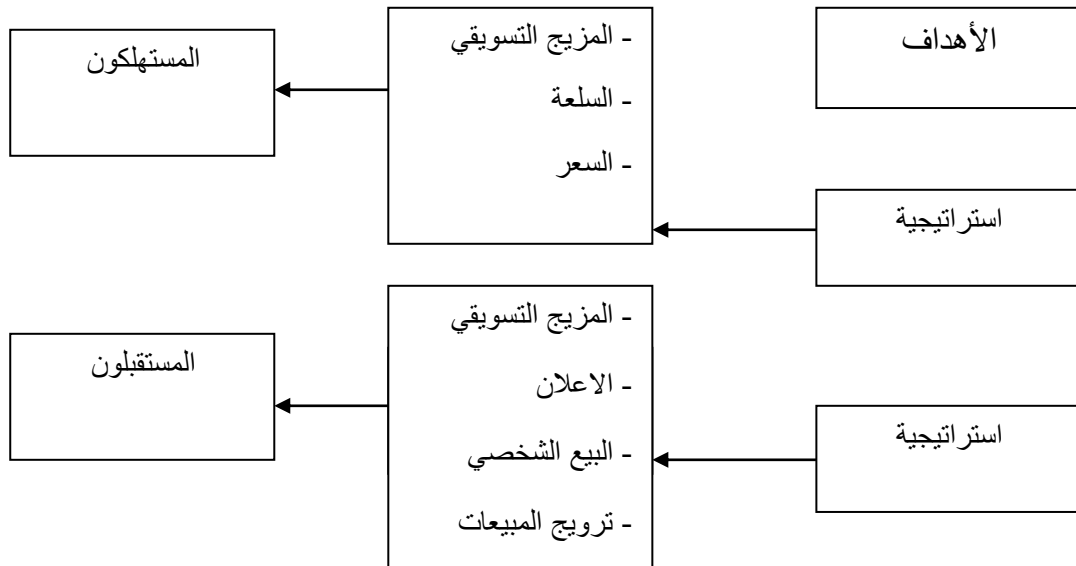 الأهداف
- المزيج التسويقي
- السلعة
- السعر
المستهلكون
استراتيجية
- المزيج التسويقي
- الاعلان
- البيع الشخصي
- ترويج المبيعات
المستقبلون
استراتيجية